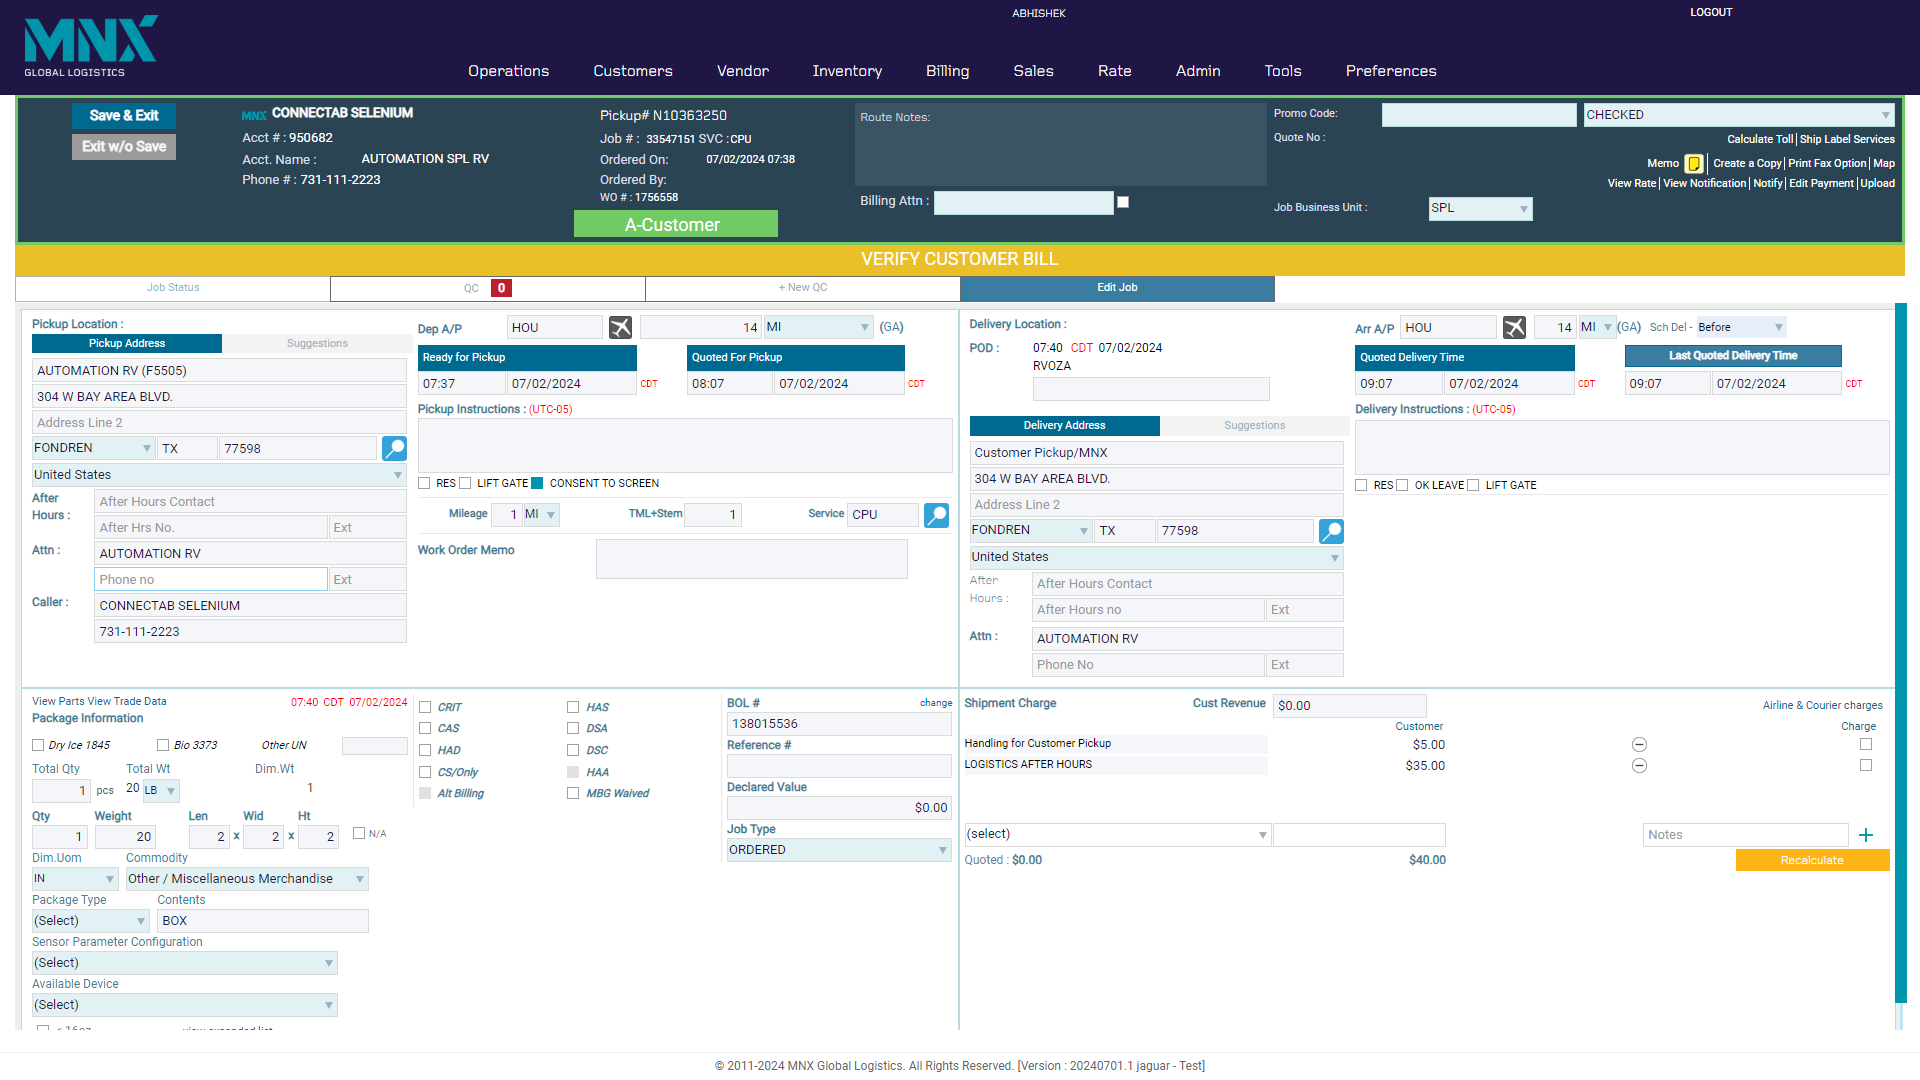 ABHISHEK
LOGOUT
MNX
GLOBAL LOGISTICS
Operations Customers Vendor Inventory Billing Sales Rate Admin Tools Preferences
Save & Exit
Exit w/o Save
MNX CONNECTAB SELENIUM
Acct # : 950682
Acct. Name : AUTOMATION SPL RV
Phone # : 731-111-2223
Pickup# N10363250
Job # : 33547151 SVC : CPU
Ordered On: 07/02/2024 07:38
Ordered By:
WO # : 1756558
A-Customer
Route Notes:
Billing Attn :
Promo Code: CHECKED
Quote No :
Calculate Toll | Ship Label Services
Memo | Create a Copy | Print Fax Option | Map
View Rate | View Notification | Notify | Edit Payment | Upload
Job Business Unit : SPL
VERIFY CUSTOMER BILL
Job Status QC 0 + New QC Edit Job
Pickup Location :
Pickup Address Suggestions
AUTOMATION RV (F5505)
304 W BAY AREA BLVD.
Address Line 2
FONDREN TX 77598
United States
After Hours : After Hours Contact
After Hrs No. Ext
Attn : AUTOMATION RV
Phone no Ext
Caller : CONNECTAB SELENIUM
731-111-2223
Dep A/P HOU 14 MI (GA)
Ready for Pickup Quoted For Pickup
07:37 07/02/2024 CDT 08:07 07/02/2024 CDT
Pickup Instructions : (UTC-05)
RES LIFT GATE CONSENT TO SCREEN
Mileage 1 MI TML+Stem 1 Service CPU
Work Order Memo
Delivery Location :
POD : 07:40 CDT 07/02/2024
RVOZA
Delivery Address Suggestions
Customer Pickup/MNX
304 W BAY AREA BLVD.
Address Line 2
FONDREN TX 77598
United States
After Hours : After Hours Contact
After Hours no Ext
Attn : AUTOMATION RV
Phone No Ext
Arr A/P HOU 14 MI (GA) Sch Del - Before
Quoted Delivery Time Last Quoted Delivery Time
09:07 07/02/2024 CDT 09:07 07/02/2024 CDT
Delivery Instructions : (UTC-05)
RES OK LEAVE LIFT GATE
View Parts View Trade Data 07:40 CDT 07/02/2024
Package Information
Dry Ice 1845 Bio 3373 Other UN
Total Qty Total Wt Dim.Wt
1 pcs 20 LB 1
Qty Weight Len Wid Ht
1 20 2 x 2 x 2 N/A
Dim.Uom Commodity
IN Other / Miscellaneous Merchandise
Package Type Contents
(Select) BOX
Sensor Parameter Configuration
(Select)
Available Device
(Select)
CRIT HAS
CAS DSA
HAD DSC
CS/Only HAA
Alt Billing MBG Waived
BOL # change
138015536
Reference #
Declared Value
$0.00
Job Type
ORDERED
Shipment Charge Cust Revenue $0.00 Airline & Courier charges
Customer Charge
Handling for Customer Pickup $5.00
LOGISTICS AFTER HOURS $35.00
(select) Notes
Quoted : $0.00 $40.00 Recalculate
© 2011-2024 MNX Global Logistics. All Rights Reserved. [Version : 20240701.1 jaguar - Test]